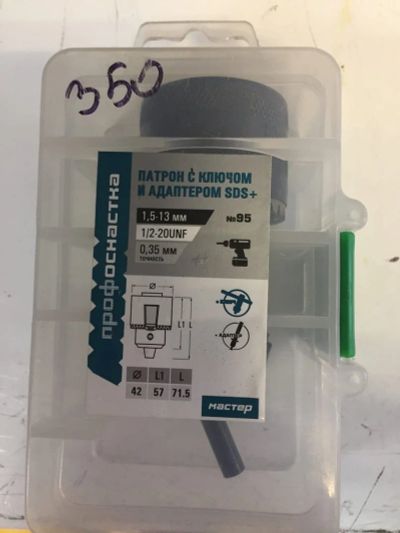 350
ПРОФОСНАСТКА
ПАТРОН С КЛЮЧОМ
И АДАПТЕРОМ SDS+
1,5-13 мм
№95
1/2-20UNF
0,35 мм
точность
Ø
L1 L
+ АДАПТЕР
Ø L1 L
42 57 71.5
мастер